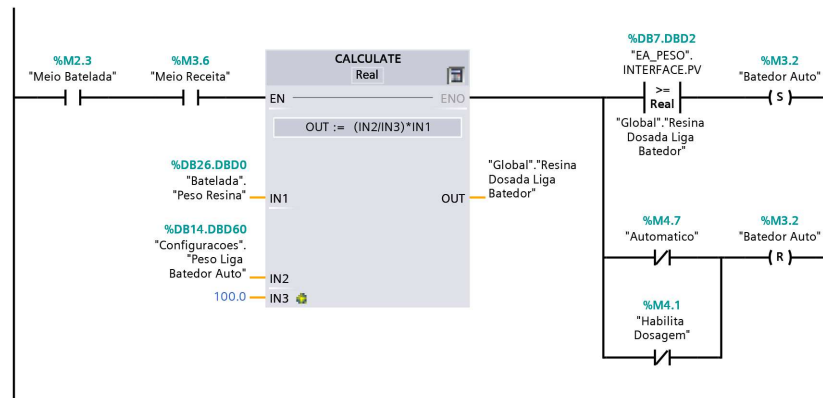 %M2.3
"Meio Batelada"
%M3.6
"Meio Receita"
CALCULATE
Real
EN
ENO
OUT := (IN2/IN3)*IN1
%DB26.DBD0
"Batelada".
"Peso Resina"
IN1
%DB14.DBD60
"Configuracoes".
"Peso Liga
Batedor Auto"
IN2
100.0
IN3
OUT
"Global"."Resina
Dosada Liga
Batedor"
%DB7.DBD2
"EA_PESO".
INTERFACE.PV
>=
Real
"Global"."Resina
Dosada Liga
Batedor"
%M3.2
"Batedor Auto"
S
%M4.7
"Automatico"
%M3.2
"Batedor Auto"
R
%M4.1
"Habilita
Dosagem"